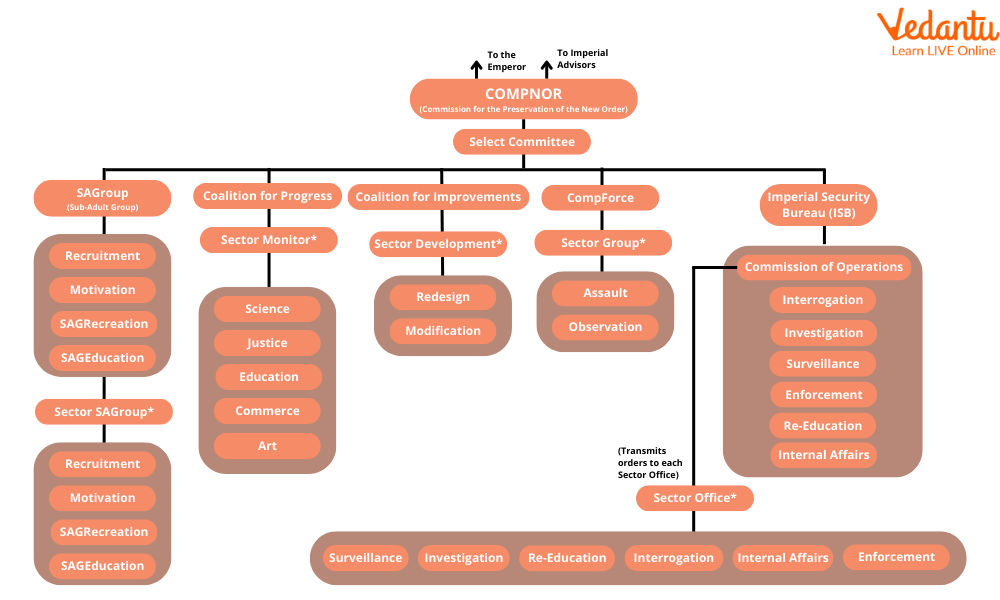 Vedantu
Learn LIVE Online
To the
Emperor
To Imperial
Advisors
COMPNOR
(Commission for the Preservation of the New Order)
Select Committee
SAGroup
(Sub-Adult Group)
Recruitment
Motivation
SAGRecreation
SAGEducation
Sector SAGroup*
Recruitment
Motivation
SAGRecreation
SAGEducation
Coalition for Progress
Sector Monitor*
Science
Justice
Education
Commerce
Art
Coalition for Improvements
Sector Development*
Redesign
Modification
CompForce
Sector Group*
Assault
Observation
Imperial Security
Bureau (ISB)
Commission of Operations
Interrogation
Investigation
Surveillance
Enforcement
Re-Education
Internal Affairs
(Transmits
orders to each
Sector Office)
Sector Office*
Surveillance
Investigation
Re-Education
Interrogation
Internal Affairs
Enforcement